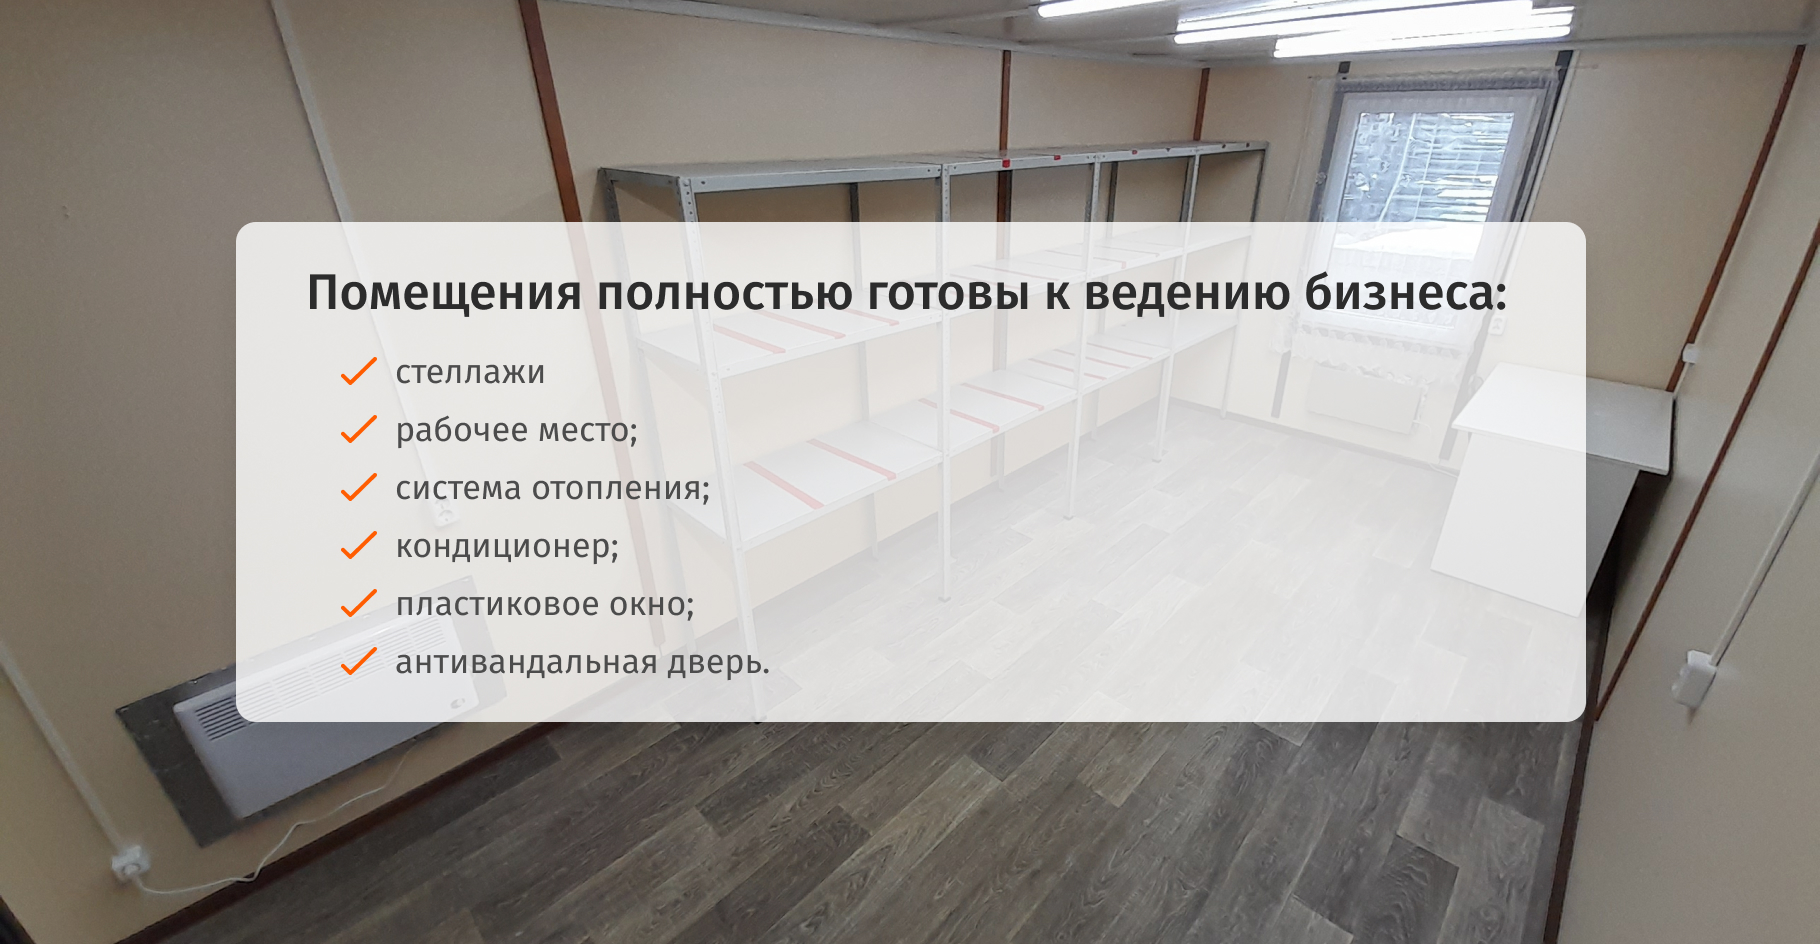 Помещения полностью готовы к ведению бизнеса:
стеллажи
рабочее место;
система отопления;
кондиционер;
пластиковое окно;
антивандальная дверь.